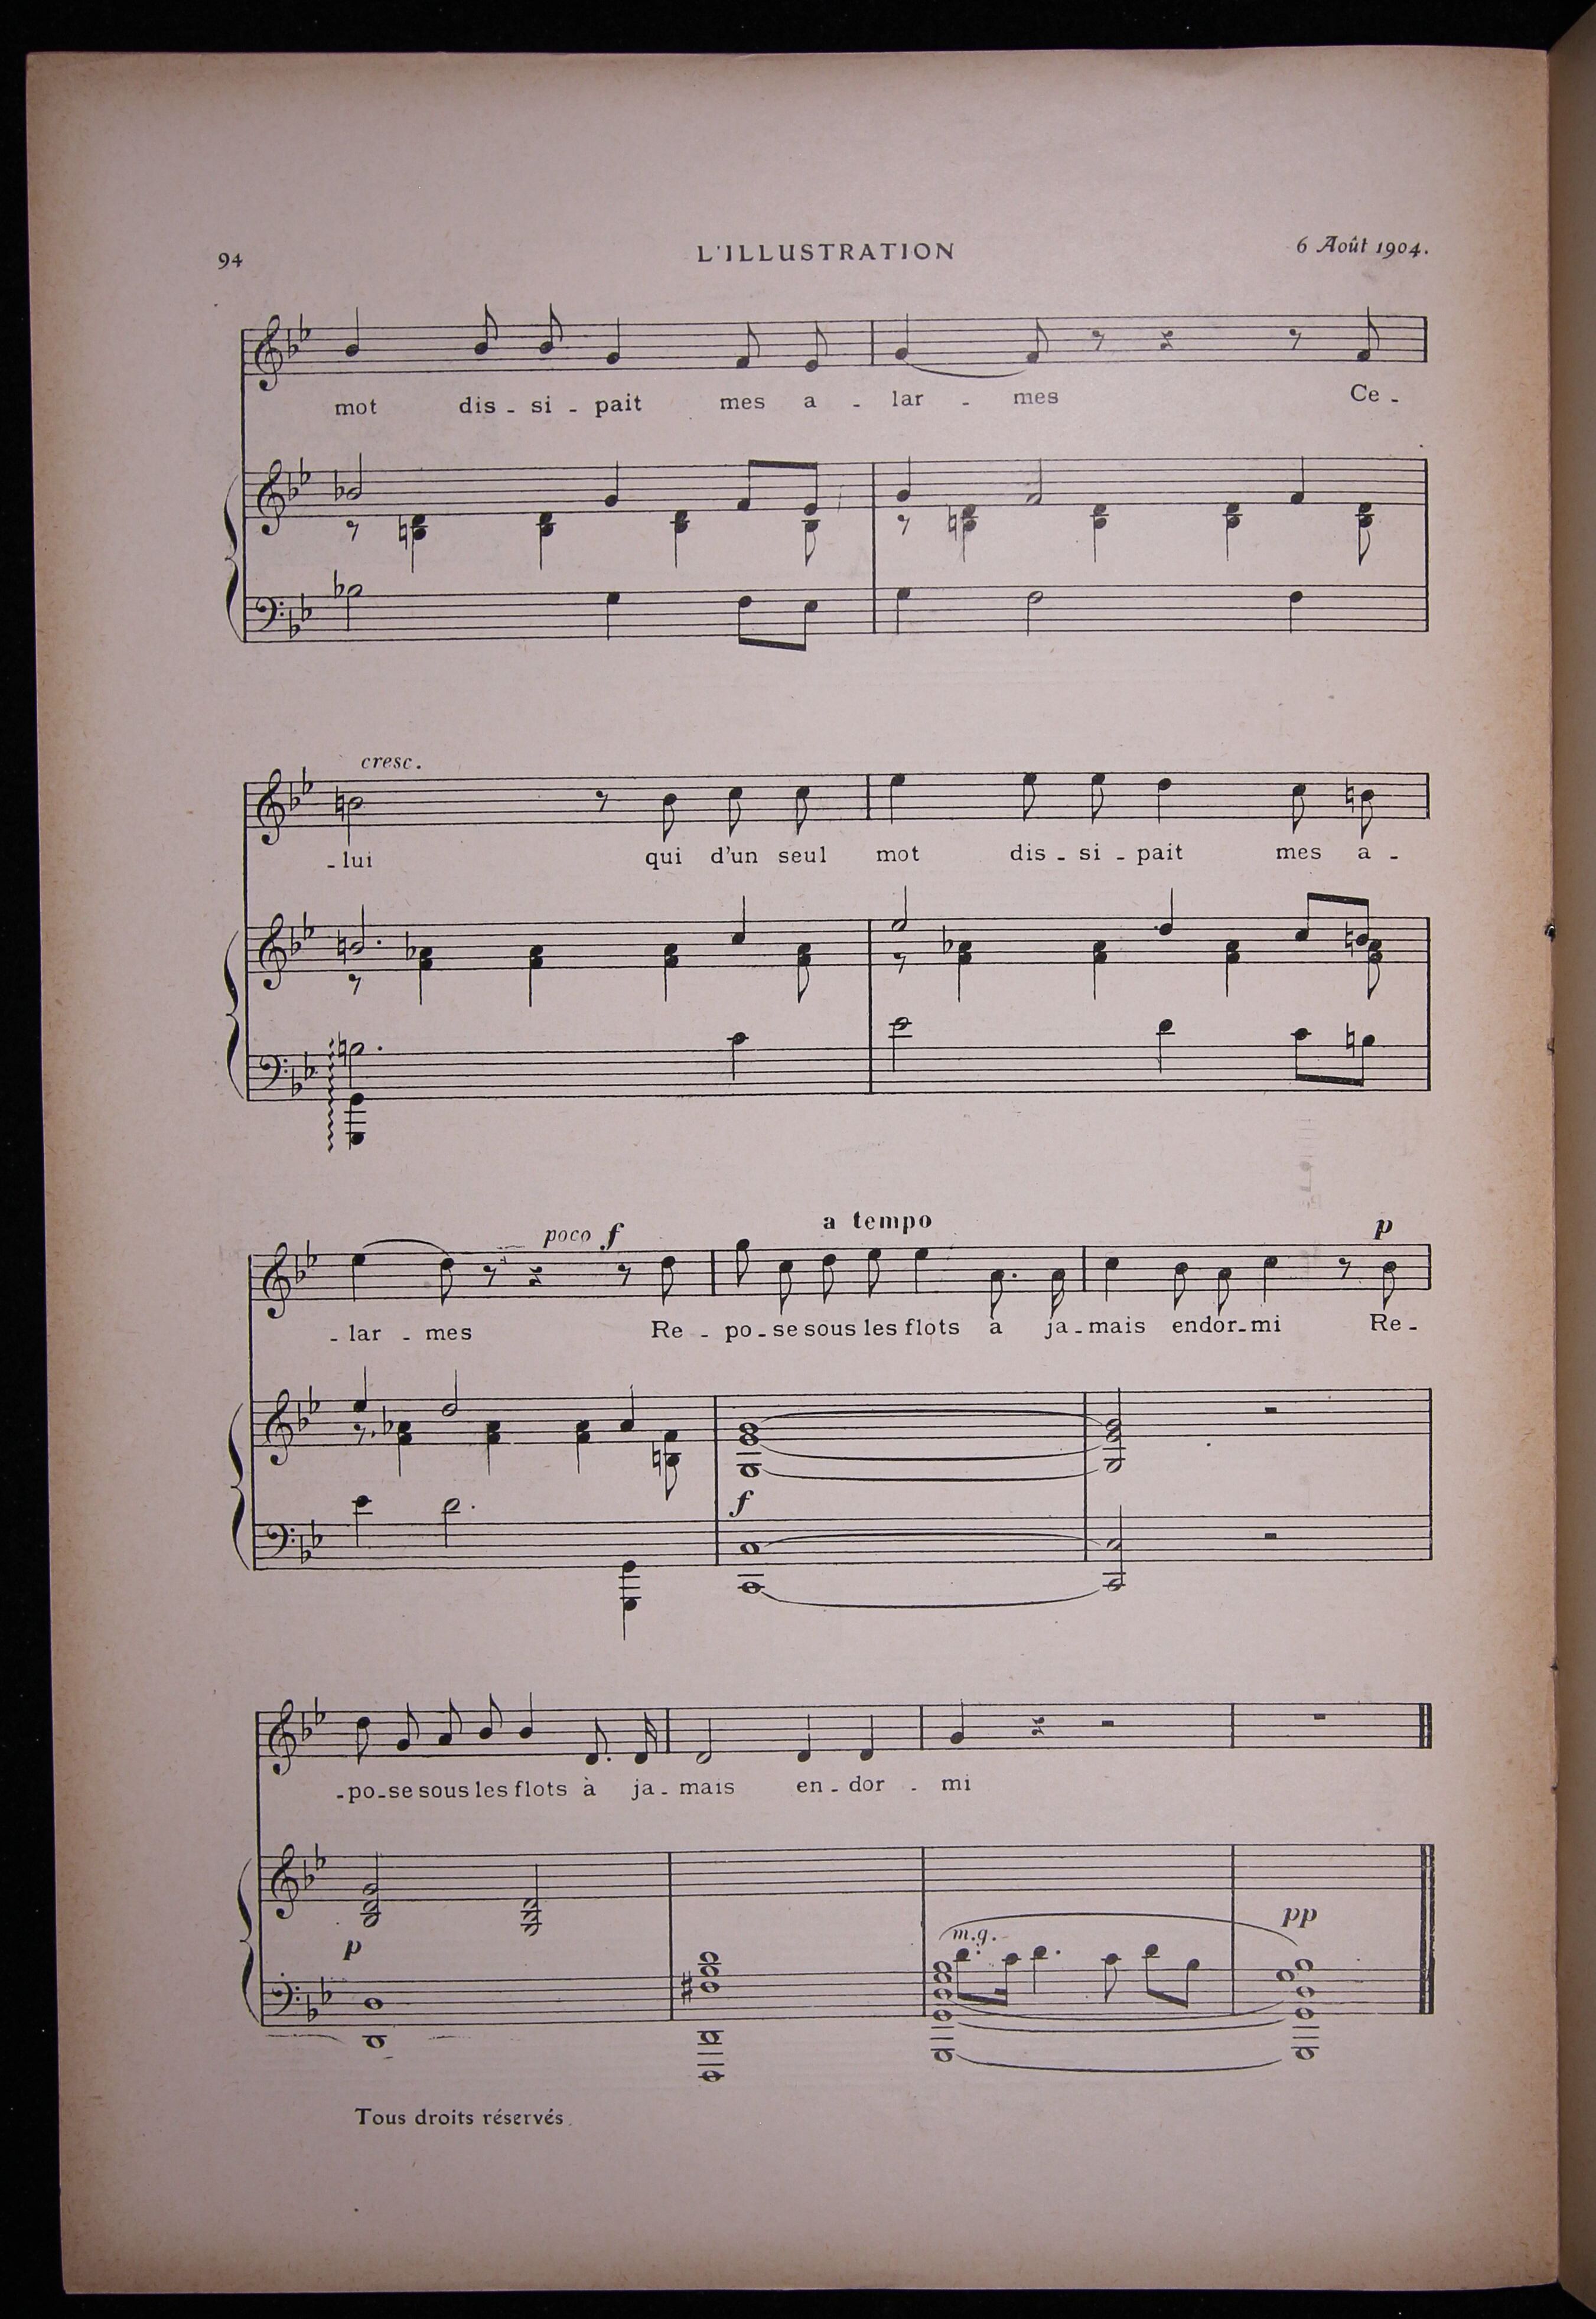 94 L'ILLUSTRATION 6 Août 1904.
mot dis - si - pait mes a - lar - mes Ce -
cresc.
- lui qui d'un seul mot dis - si - pait mes a -
poco f a tempo p
- lar - mes Re - po - se sous les flots à ja - mais endor - mi Re -
f
- po - se sous les flots à ja - mais en - dor - mi
p m.g. pp
Tous droits réservés.